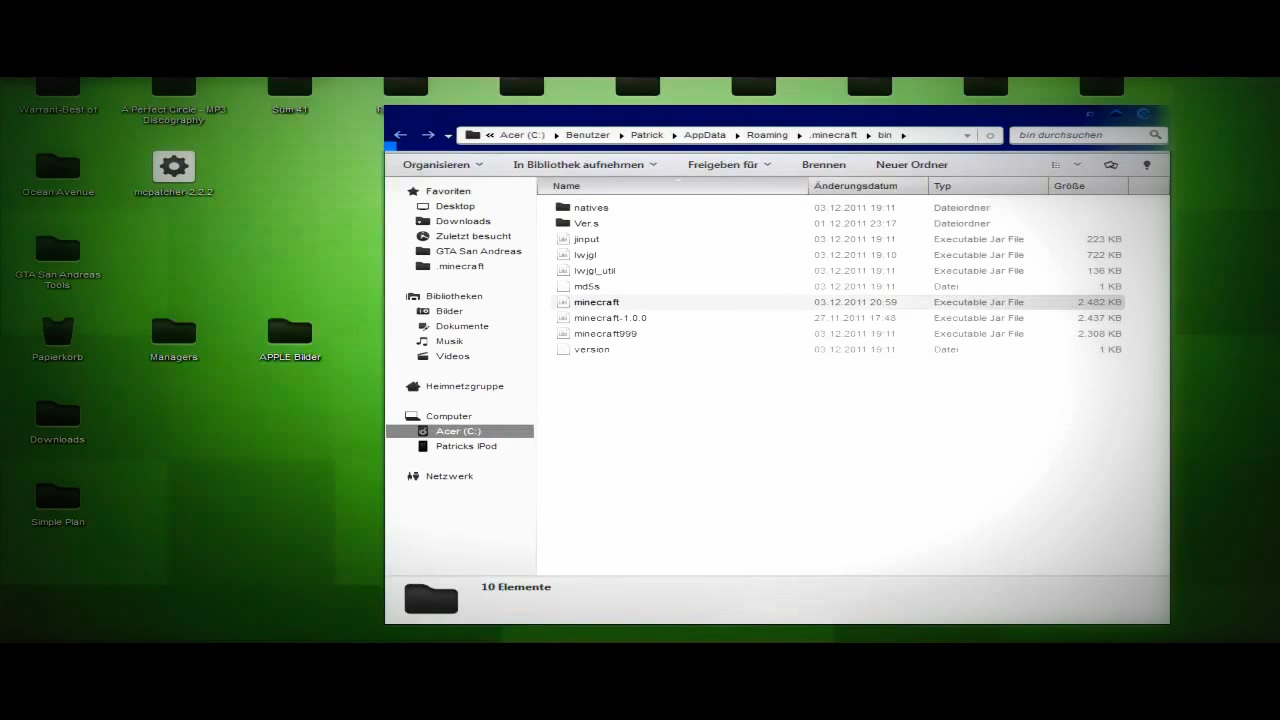 Warrant-Best of
A Perfect Circle - MP3
Discography
Sum 41
Ocean Avenue
mcpatcher-2.2.2
GTA San Andreas
Tools
Papierkorb
Managers
APPLE Bilder
Downloads
Simple Plan
« Acer (C:) Benutzer Patrick AppData Roaming .minecraft bin
bin durchsuchen
Organisieren In Bibliothek aufnehmen Freigeben für Brennen Neuer Ordner
Favoriten
Desktop
Downloads
Zuletzt besucht
GTA San Andreas
.minecraft
Bibliotheken
Bilder
Dokumente
Musik
Videos
Heimnetzgruppe
Computer
Acer (C:)
Patricks IPod
Netzwerk
Name Änderungsdatum Typ Größe
natives 03.12.2011 19:11 Dateiordner
Ver.s 01.12.2011 23:17 Dateiordner
jinput 03.12.2011 19:11 Executable Jar File 223 KB
lwjgl 03.12.2011 19:10 Executable Jar File 722 KB
lwjgl_util 03.12.2011 19:11 Executable Jar File 136 KB
md5s 03.12.2011 19:11 Datei 1 KB
minecraft 03.12.2011 20:59 Executable Jar File 2.482 KB
minecraft-1.0.0 27.11.2011 17:48 Executable Jar File 2.437 KB
minecraft999 03.12.2011 19:11 Executable Jar File 2.308 KB
version 03.12.2011 19:11 Datei 1 KB
10 Elemente